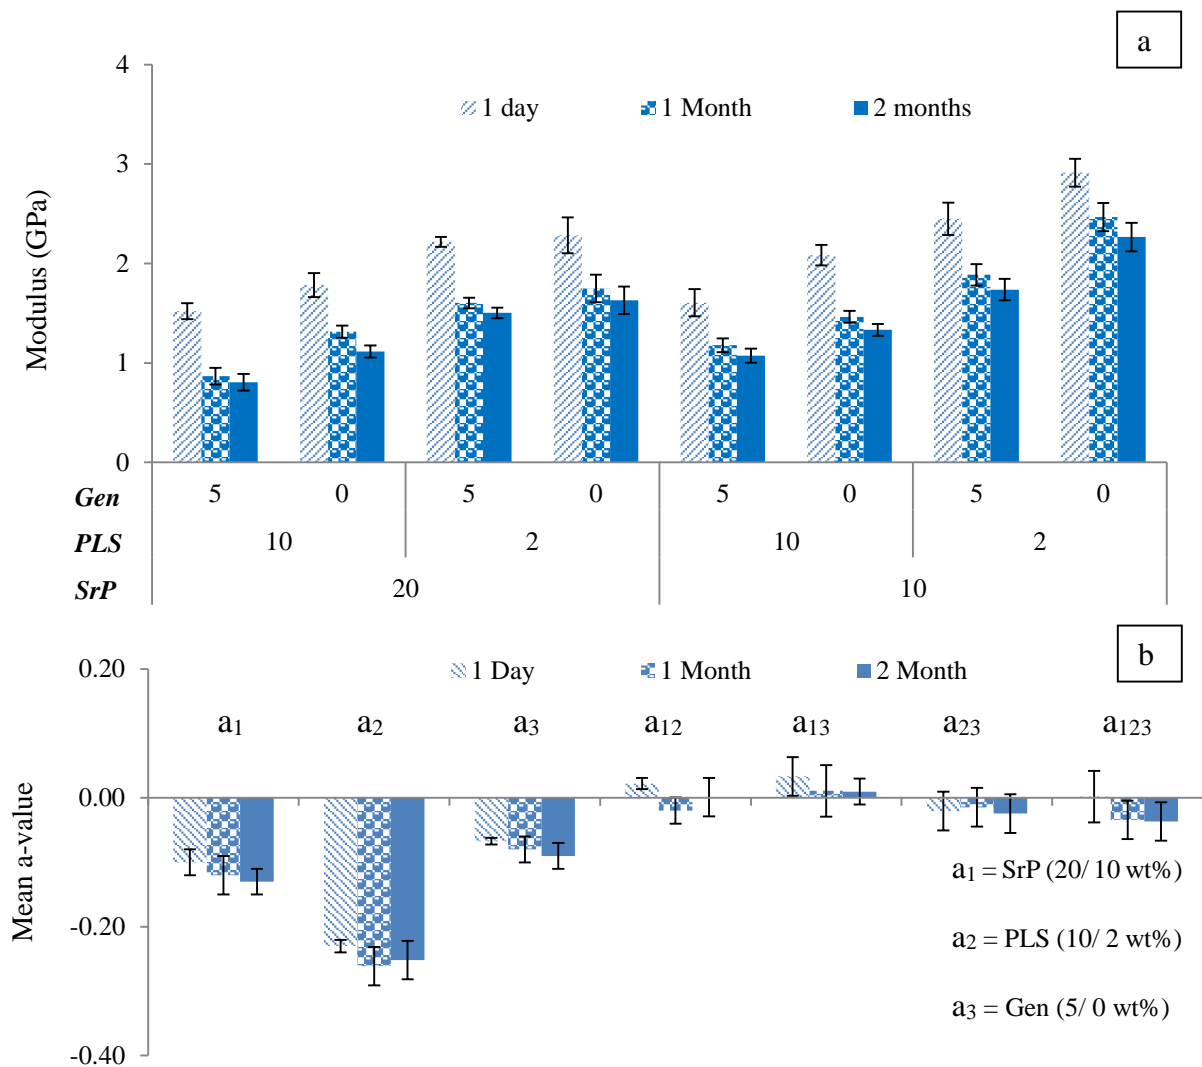 a
4
1 day 1 Month 2 months
3
Modulus (GPa)
2
1
0
Gen 5 0 5 0 5 0 5 0
PLS 10 2 10 2
SrP 20 10
b
0.20
1 Day 1 Month 2 Month
a1 a2 a3 a12 a13 a23 a123
0.00
Mean a-value
a1 = SrP (20/ 10 wt%)
-0.20
a2 = PLS (10/ 2 wt%)
a3 = Gen (5/ 0 wt%)
-0.40